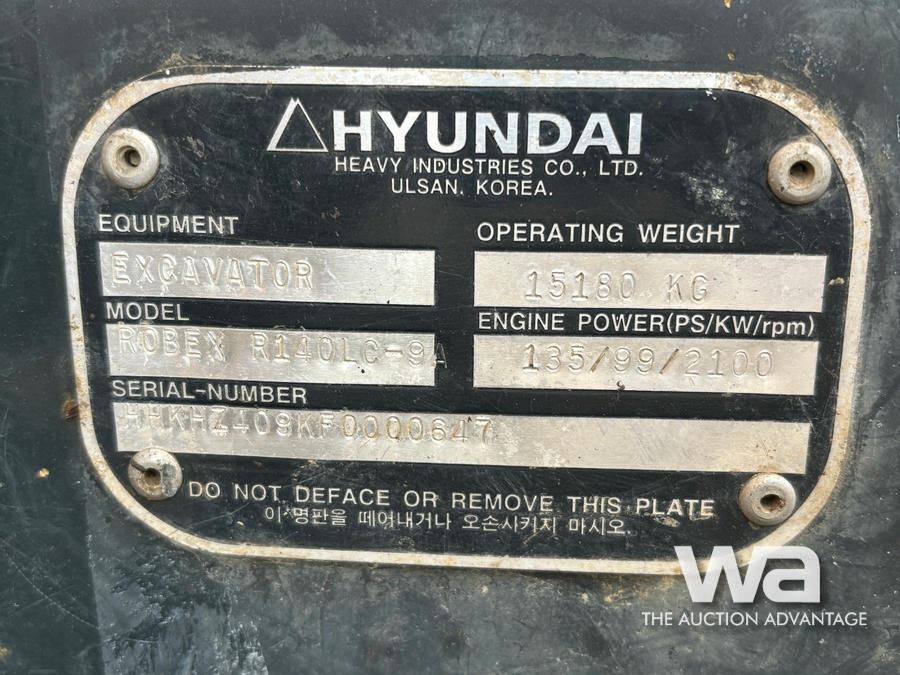 HYUNDAI
HEAVY INDUSTRIES CO., LTD.
ULSAN, KOREA.
EQUIPMENT
EXCAVATOR
OPERATING WEIGHT
15180 KG
MODEL
ROBEX R140LC-9A
ENGINE POWER(PS/KW/rpm)
135/99/2100
SERIAL-NUMBER
HHKHZ409KF0000647
DO NOT DEFACE OR REMOVE THIS PLATE
이 명판을 떼어내거나 오손시키지 마시오.
wa
THE AUCTION ADVANTAGE